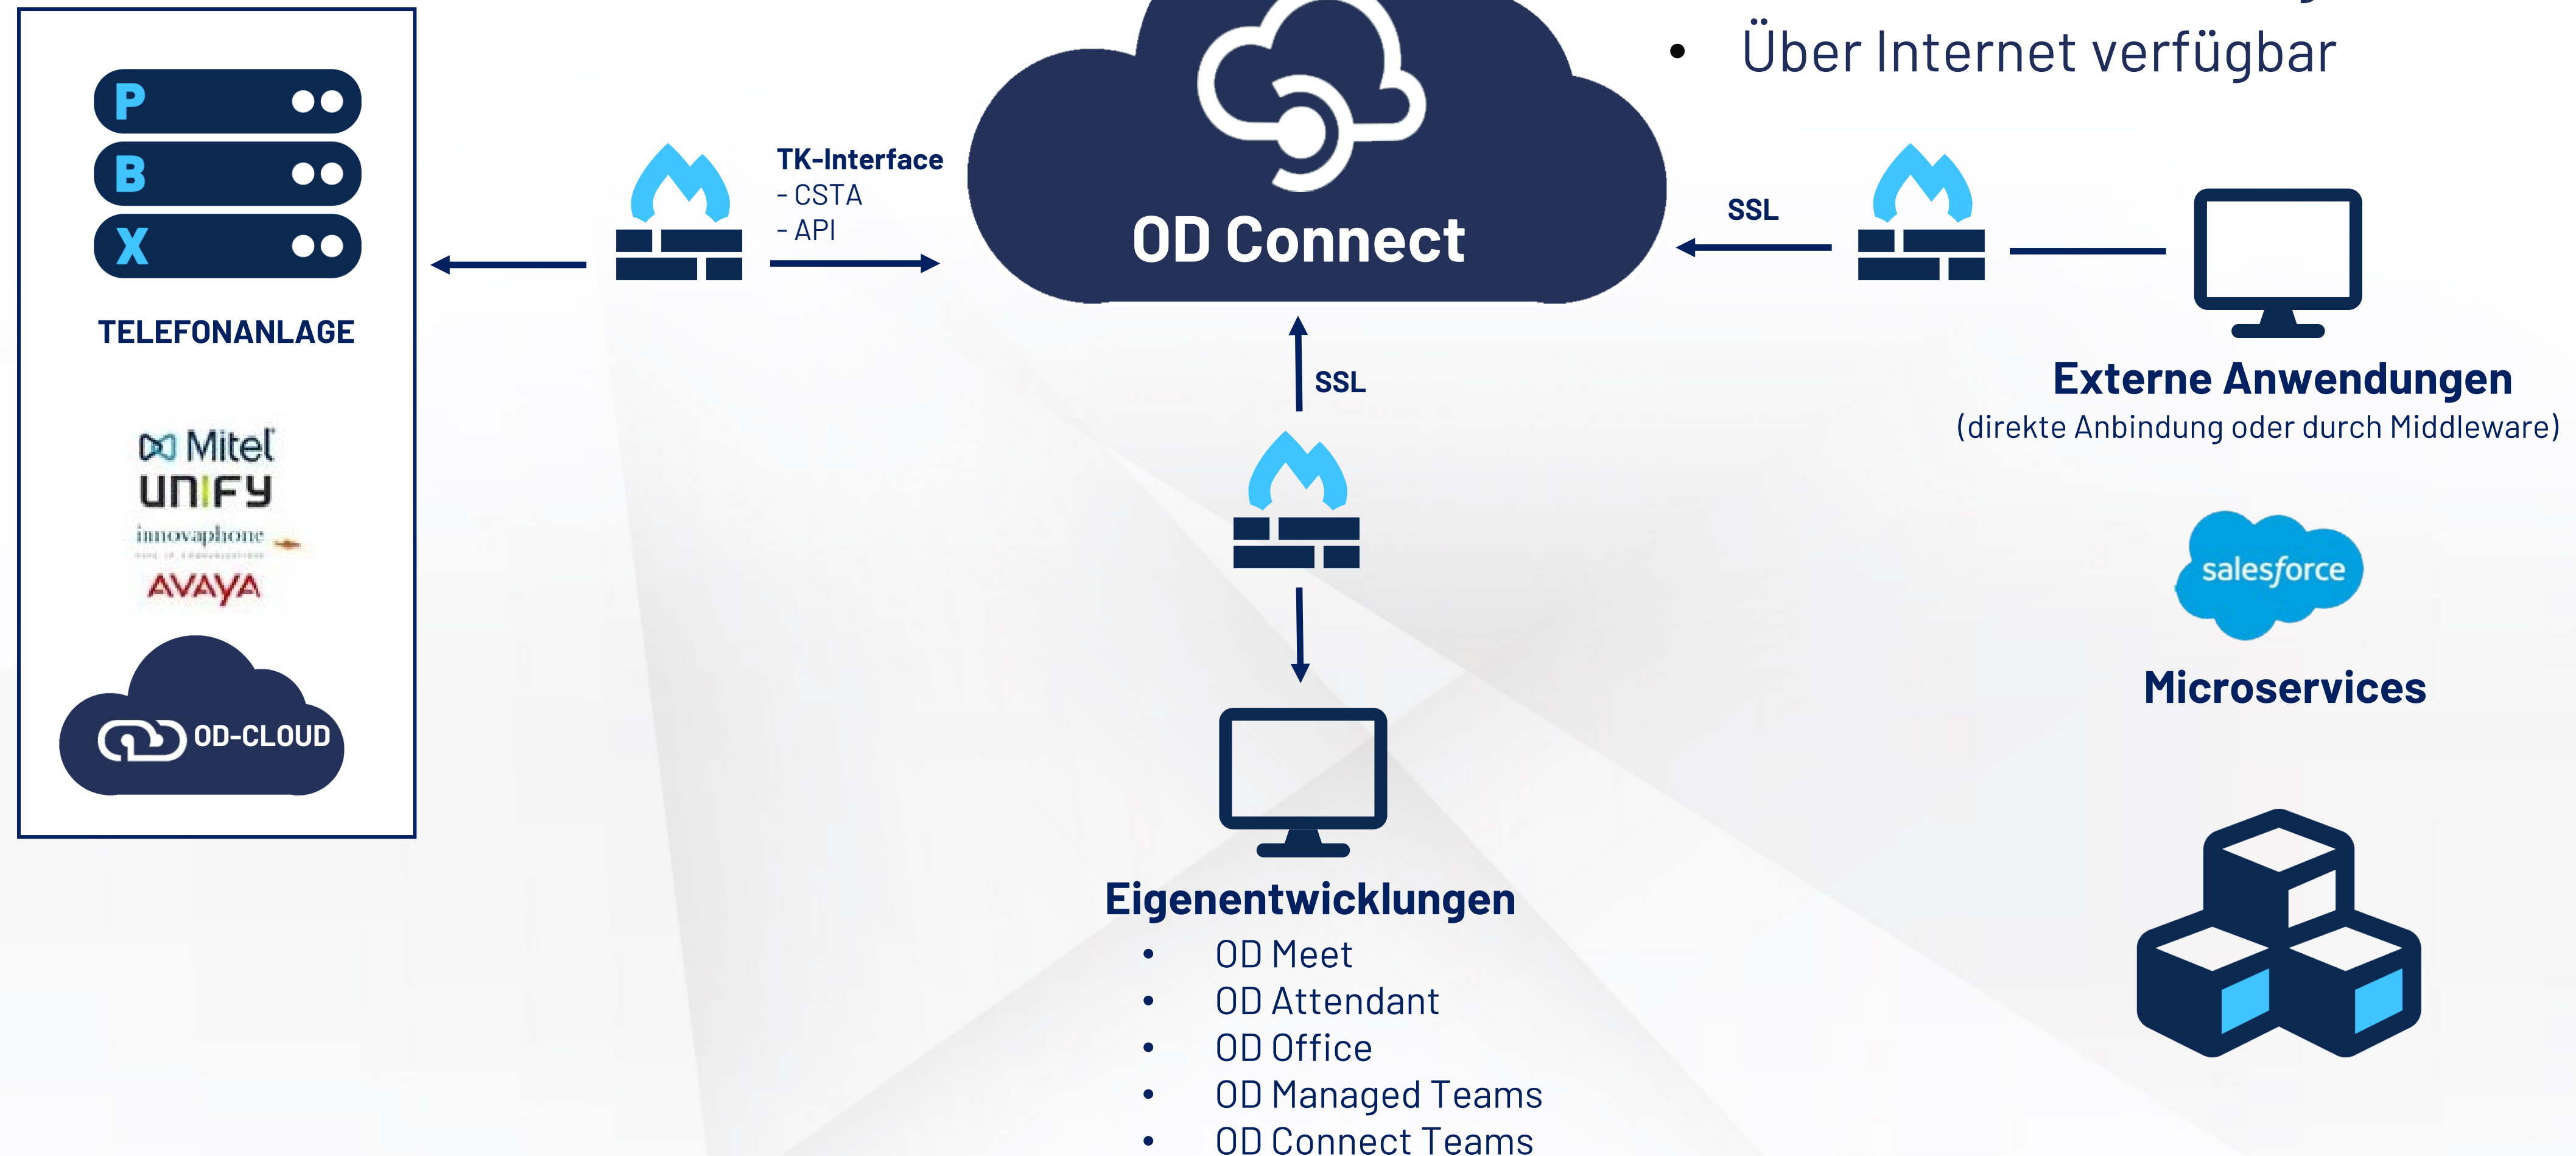 Über Internet verfügbar
P
B
X
TELEFONANLAGE
Mitel
UNIFY
innovaphone
AVAYA
OD-CLOUD
TK-Interface
- CSTA
- API
OD Connect
SSL
SSL
Externe Anwendungen
(direkte Anbindung oder durch Middleware)
salesforce
Microservices
Eigenentwicklungen
• OD Meet
• OD Attendant
• OD Office
• OD Managed Teams
• OD Connect Teams